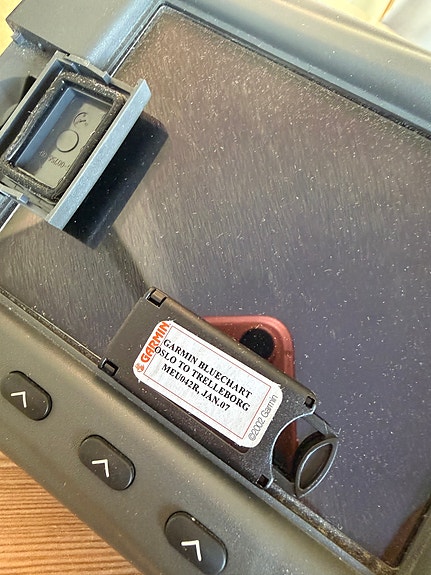 GARMIN
GARMIN BLUECHART
OSLO TO TRELLEBORG
MEU042R, JAN.07
©2002 Garmin